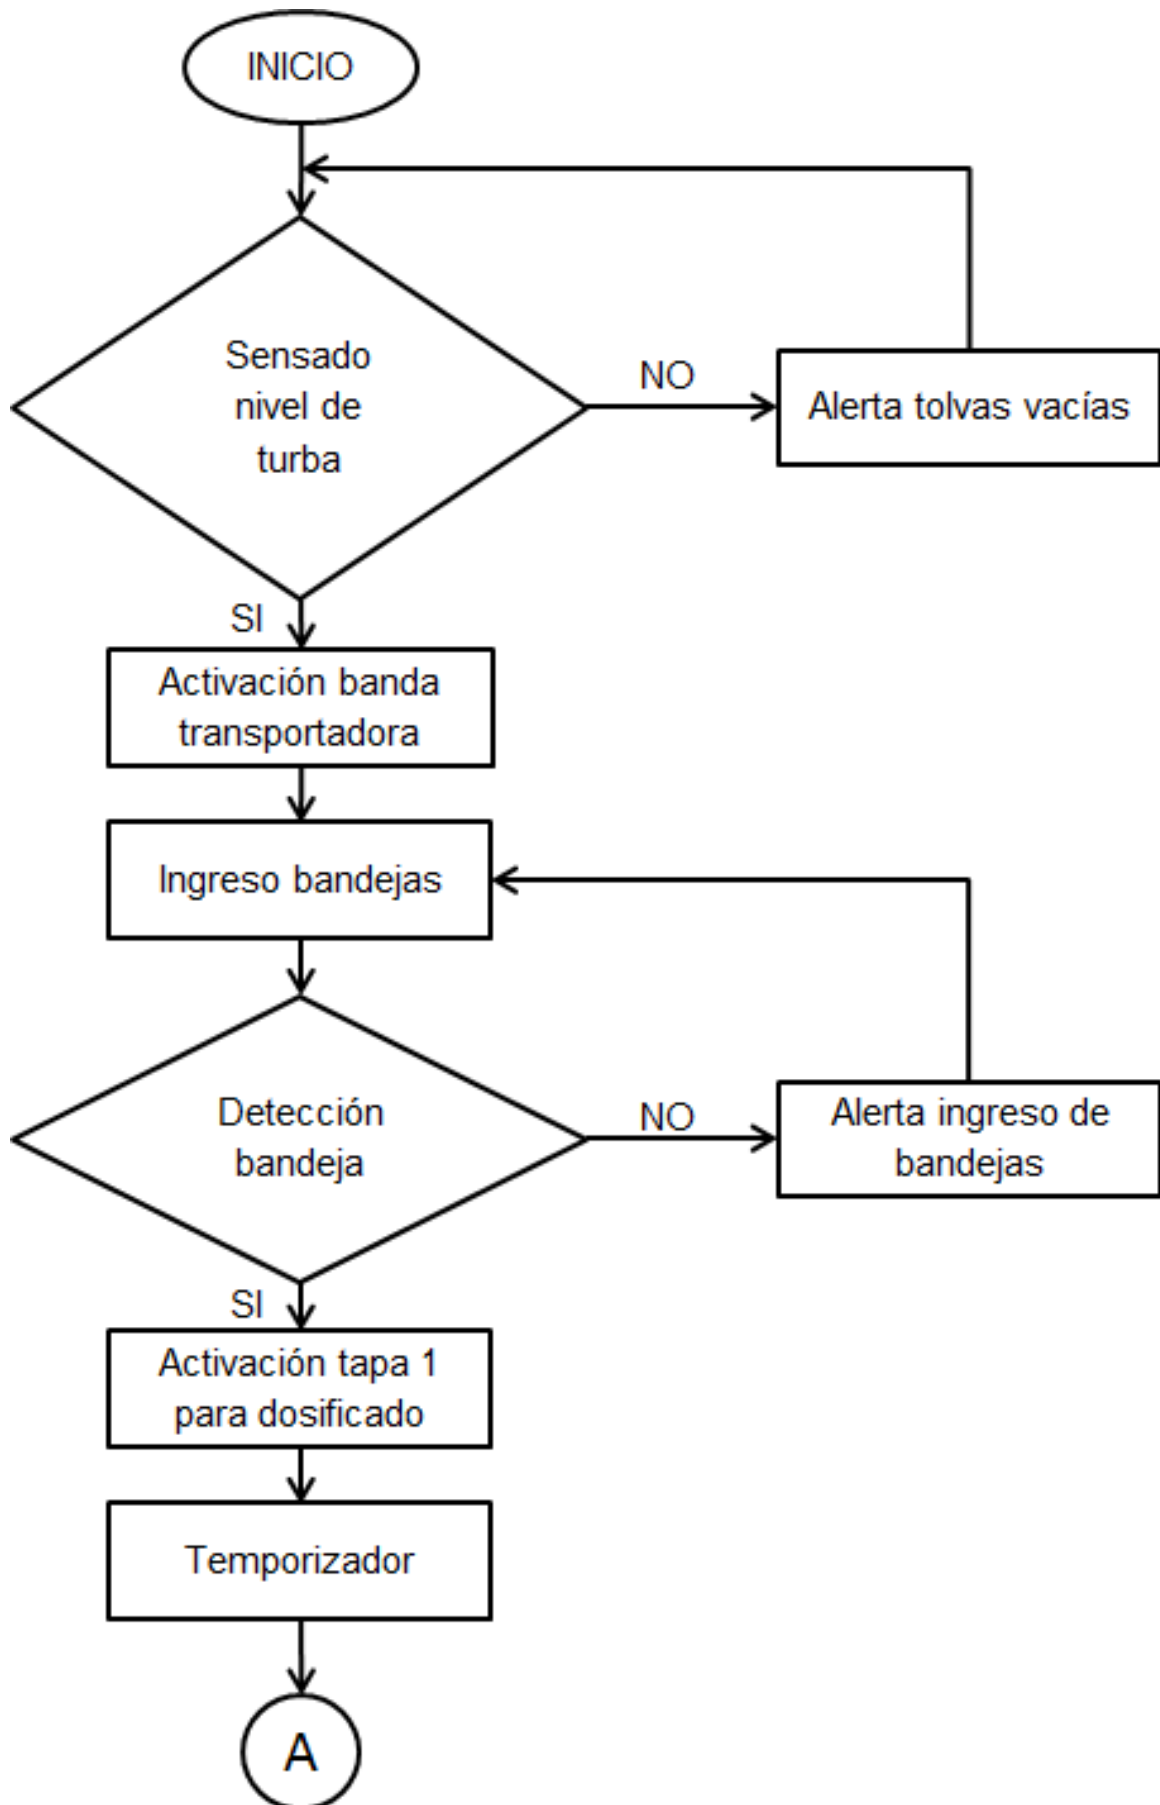 INICIO
Sensado
nivel de
turba
NO
Alerta tolvas vacías
SI
Activación banda
transportadora
Ingreso bandejas
Detección
bandeja
NO
Alerta ingreso de
bandejas
SI
Activación tapa 1
para dosificado
Temporizador
A